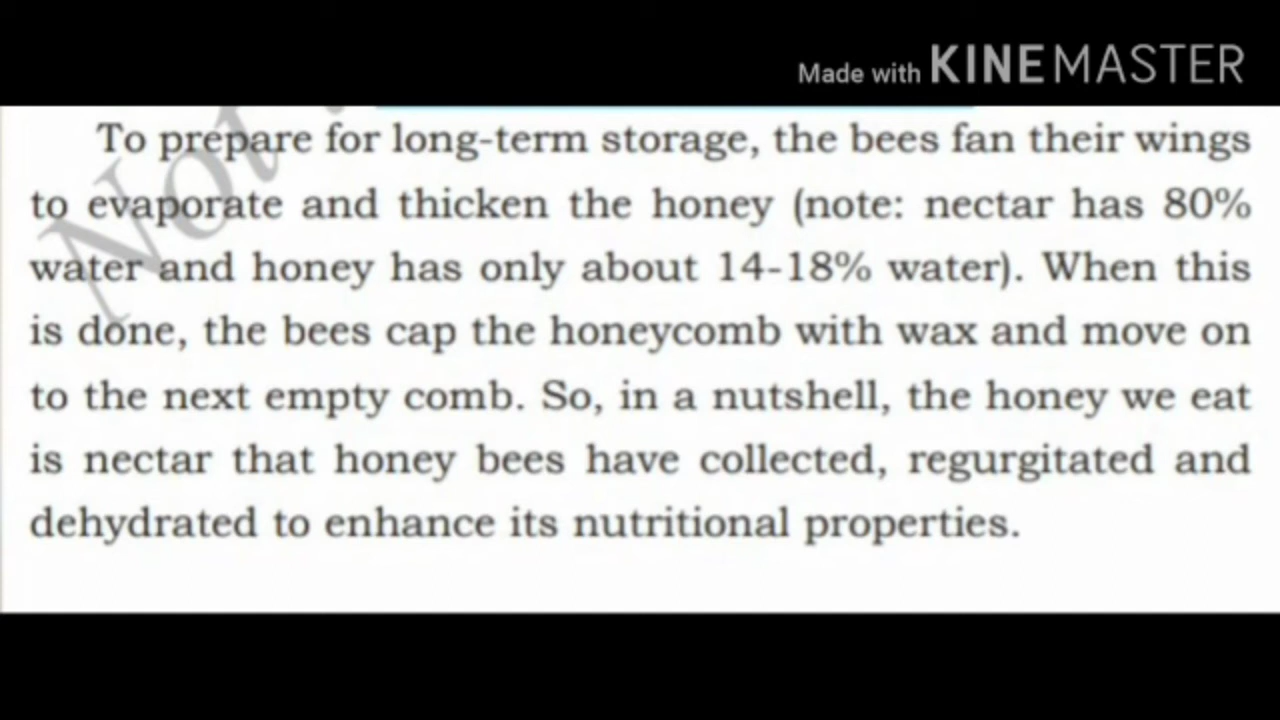 Made with KINEMASTER
To prepare for long-term storage, the bees fan their wings
to evaporate and thicken the honey (note: nectar has 80%
water and honey has only about 14-18% water). When this
is done, the bees cap the honeycomb with wax and move on
to the next empty comb. So, in a nutshell, the honey we eat
is nectar that honey bees have collected, regurgitated and
dehydrated to enhance its nutritional properties.
Not